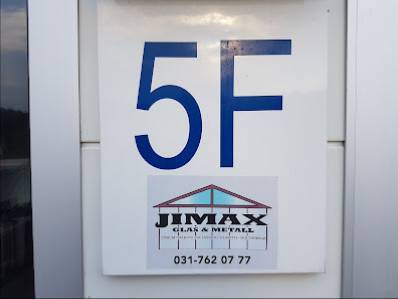 5F
JIMAX
GLAS & METALL
031-762 07 77